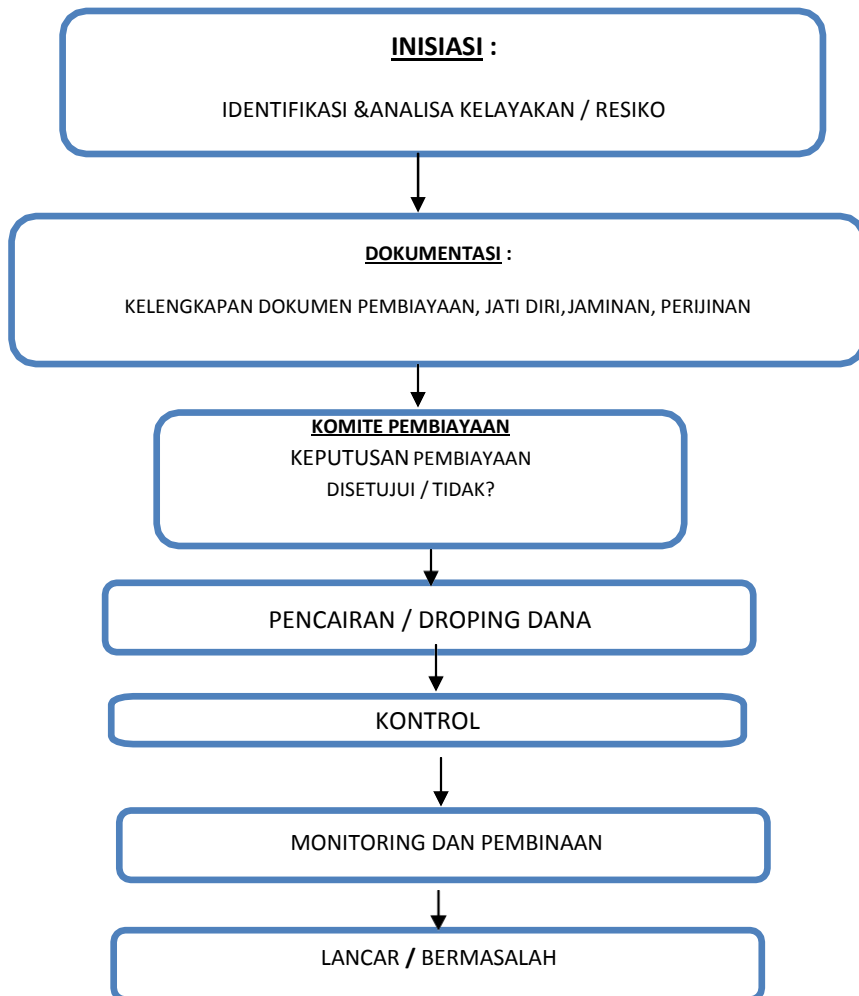 INISIASI :
IDENTIFIKASI &ANALISA KELAYAKAN / RESIKO
DOKUMENTASI :
KELENGKAPAN DOKUMEN PEMBIAYAAN, JATI DIRI,JAMINAN, PERIJINAN
KOMITE PEMBIAYAAN
KEPUTUSAN PEMBIAYAAN
DISETUJUI / TIDAK?
PENCAIRAN / DROPING DANA
KONTROL
MONITORING DAN PEMBINAAN
LANCAR / BERMASALAH